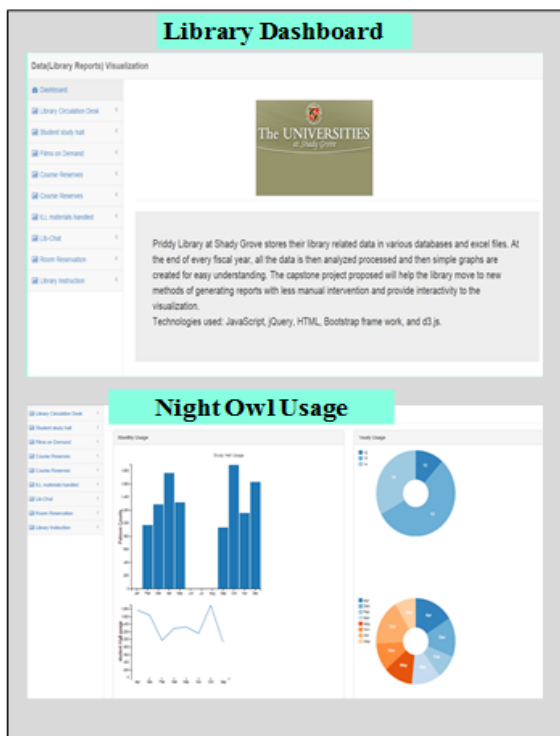 Library Dashboard
Data(Library Reports) Visualization
Dashboard
Library Circulation Desk
Student study hall
Films on Demand
Course Reserves
Course Reserves
ILL materials handled
Lib-Chat
Room Reservation
Library Instruction
The UNIVERSITIES
at Shady Grove
Priddy Library at Shady Grove stores their library related data in various databases and excel files. At
the end of every fiscal year, all the data is then analyzed processed and then simple graphs are
created for easy understanding. The capstone project proposed will help the library move to new
methods of generating reports with less manual intervention and provide interactivity to the
visualization.
Technologies used: JavaScript, jQuery, HTML, Bootstrap frame work, and d3.js.
Night Owl Usage
Library Circulation Desk
Student study hall
Films on Demand
Course Reserves
Course Reserves
ILL materials handled
Lib-Chat
Room Reservation
Library Instruction
Monthly Usage
Study Hall Usage
Yearly Usage